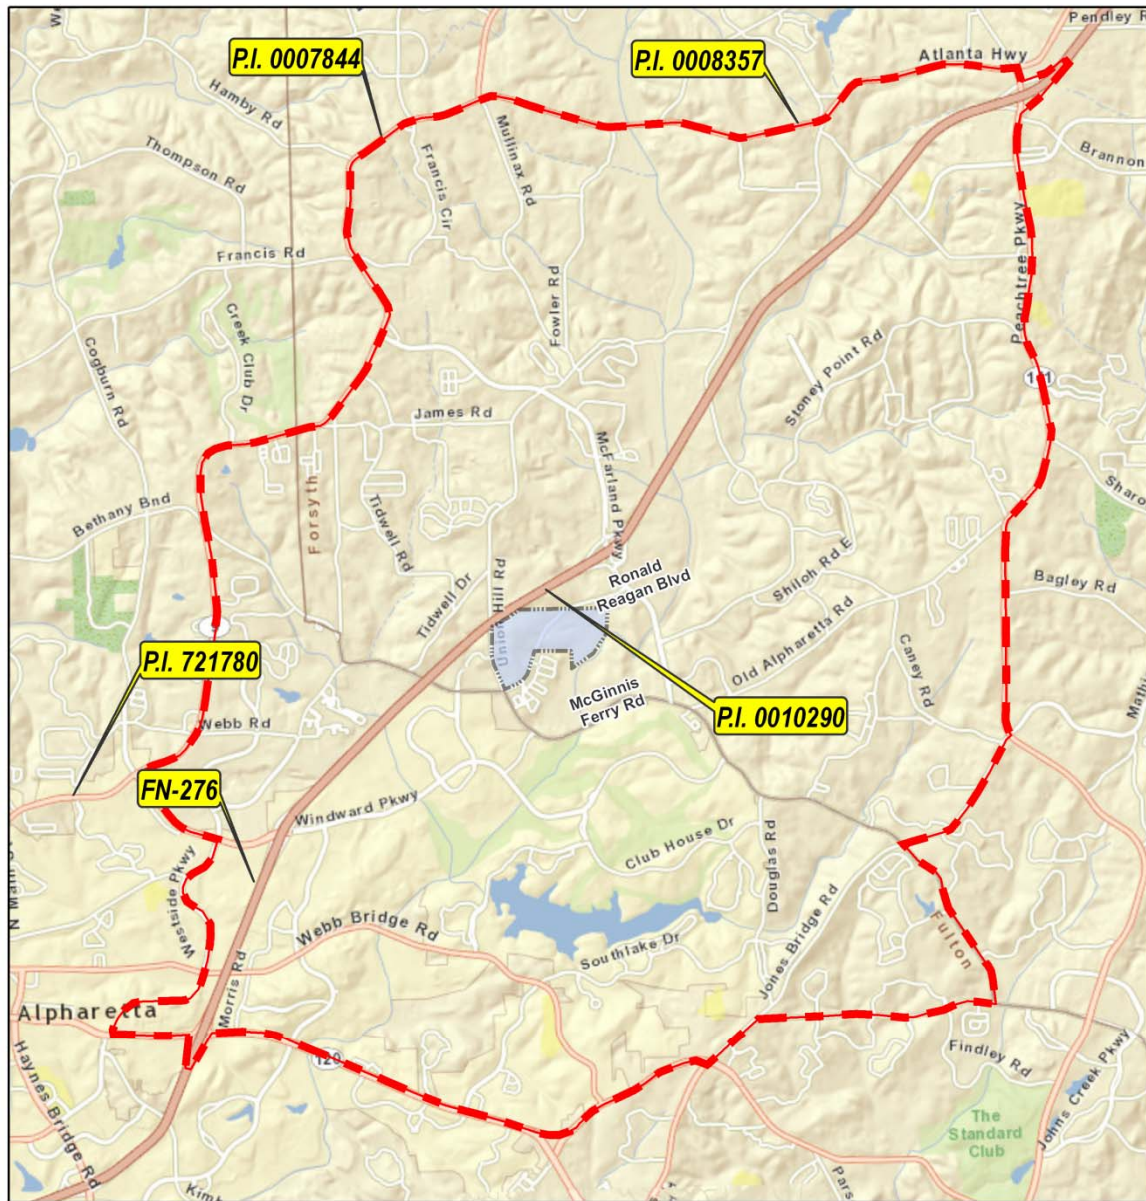 Pendley R
Atlanta Hwy
P.I. 0007844
P.I. 0008357
Hamby Rd
Mullinax Rd
Thompson Rd
Francis Cir
Brannon
Peachtree Pkwy
Francis Rd
Fowler Rd
Creek Club Dr
Cogburn Rd
Stoney Point Rd
141
James Rd
McFarland Pkwy
Forsyth
Tidwell Rd
Bethany Bnd
Sharo
Shiloh Rd E
Ronald
Reagan Blvd
Bagley Rd
Union Hill Rd
Tidwell Dr
Old Alpharetta Rd
Caney Rd
P.I. 721780
McGinnis
Ferry Rd
P.I. 0010290
Webb Rd
FN-276
Windward Pkwy
Club House Dr
Douglas Rd
Westside Pkwy
N Main S
Webb Bridge Rd
Fulton
Southlake Dr
Jones Bridge Rd
Morris Rd
Alpharetta
120
Findley Rd
Haynes Bridge Rd
Johns Creek Pkwy
The
Standard
Club
Kimb
Pars